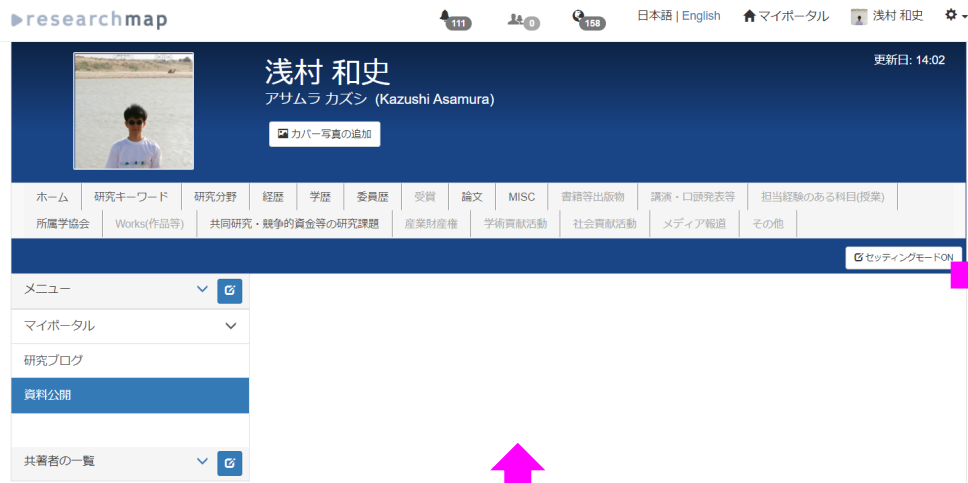 researchmap 111 0 158 日本語 | English マイポータル 浅村 和史
更新日: 14:02
浅村 和史
アサムラ カズシ (Kazushi Asamura)
カバー写真の追加
ホーム 研究キーワード 研究分野 経歴 学歴 委員歴 受賞 論文 MISC 書籍等出版物 講演・口頭発表等 担当経験のある科目(授業)
所属学協会 Works(作品等) 共同研究・競争的資金等の研究課題 産業財産権 学術貢献活動 社会貢献活動 メディア報道 その他
セッティングモードON
メニュー
マイポータル
研究ブログ
資料公開
共著者の一覧